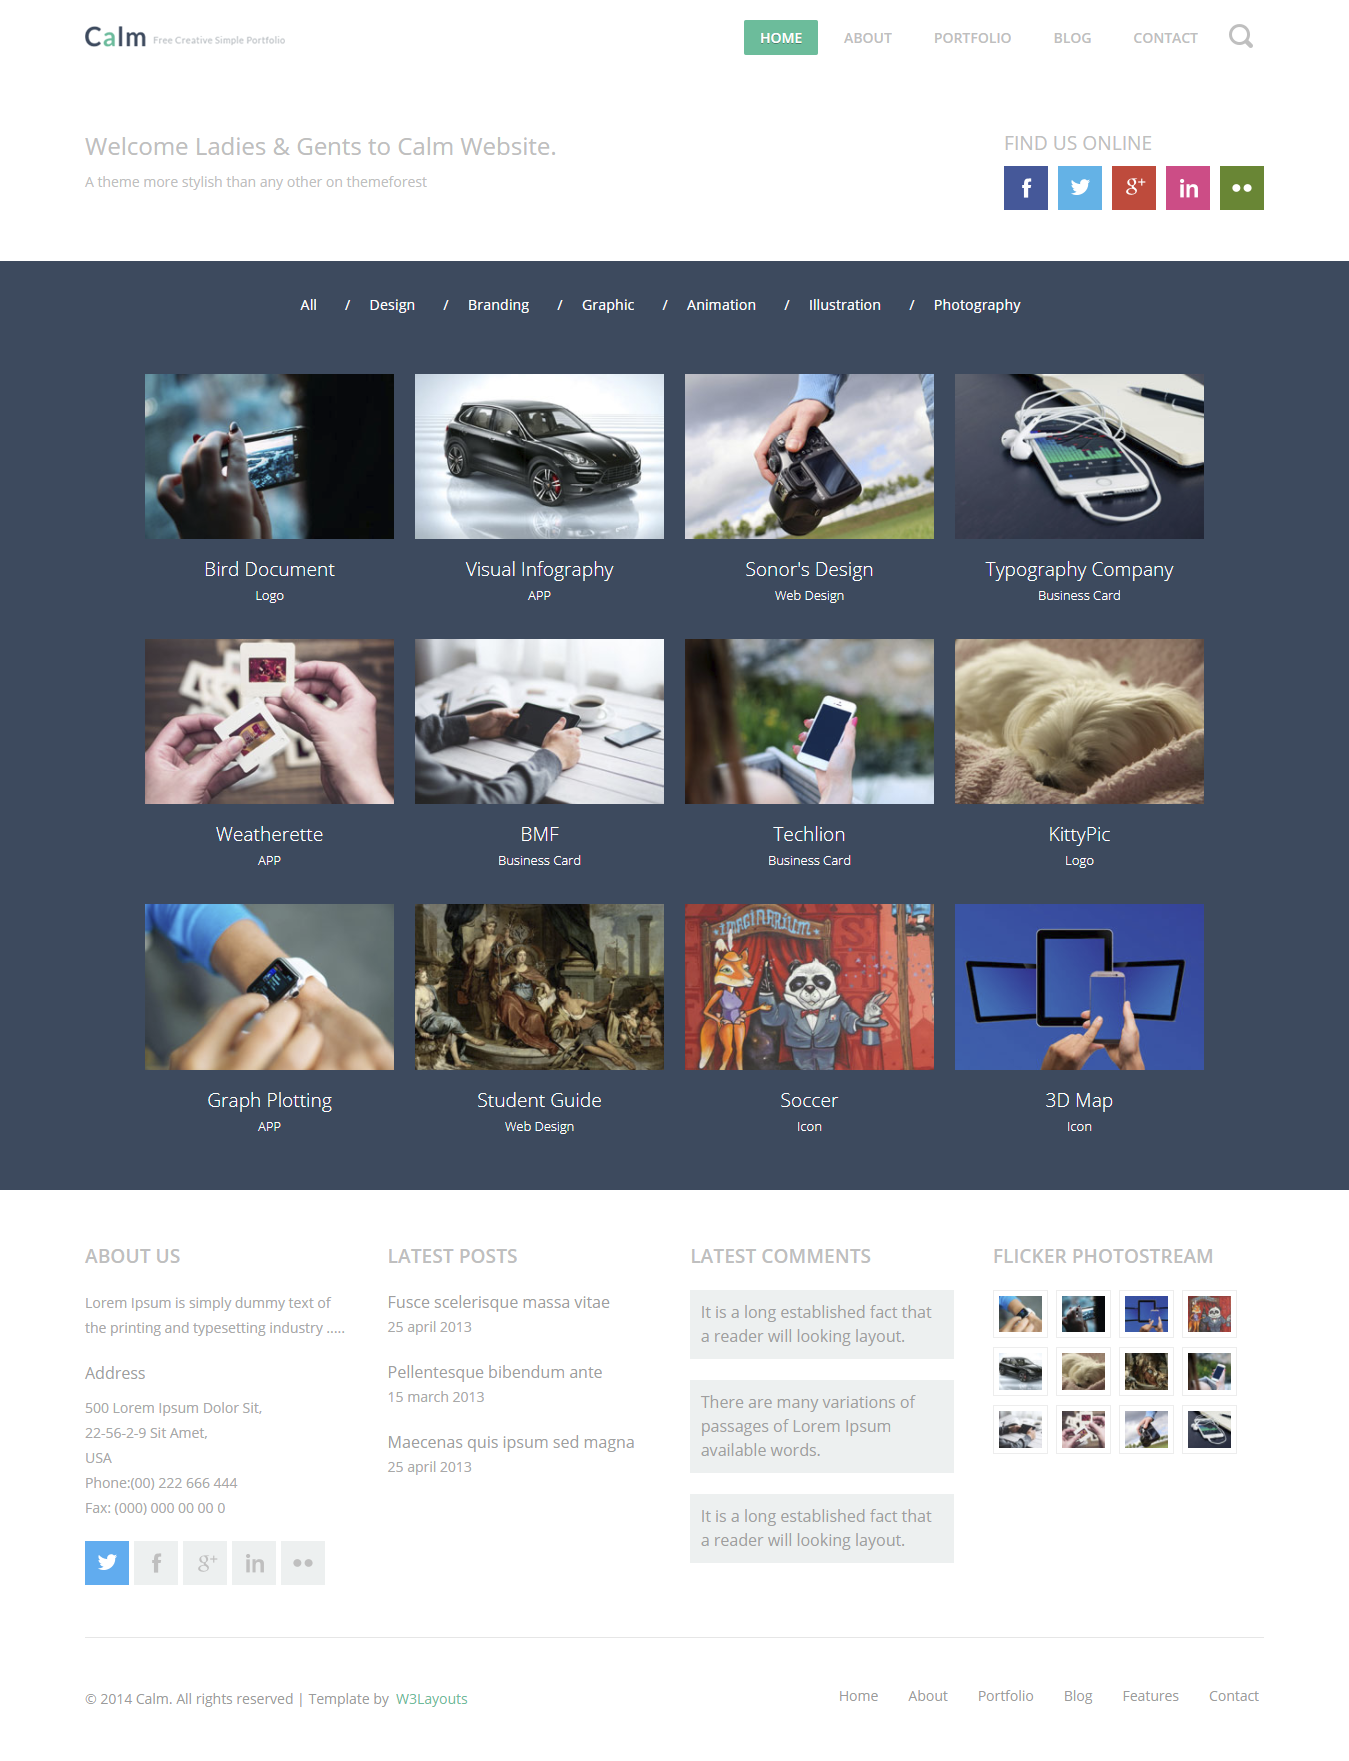 Calm Free Creative Simple Portfolio
HOME ABOUT PORTFOLIO BLOG CONTACT
Welcome Ladies & Gents to Calm Website.
A theme more stylish than any other on themeforest
FIND US ONLINE
f g+ in
All / Design / Branding / Graphic / Animation / Illustration / Photography
IMAGINARIUM
Bird Document
Logo
Visual Infography
APP
Sonor's Design
Web Design
Typography Company
Business Card
Weatherette
APP
BMF
Business Card
Techlion
Business Card
KittyPic
Logo
Graph Plotting
APP
Student Guide
Web Design
Soccer
Icon
3D Map
Icon
ABOUT US
Lorem Ipsum is simply dummy text of
the printing and typesetting industry .....
Address
500 Lorem Ipsum Dolor Sit,
22-56-2-9 Sit Amet,
USA
Phone:(00) 222 666 444
Fax: (000) 000 00 00 0
f g+ in
LATEST POSTS
Fusce scelerisque massa vitae
25 april 2013
Pellentesque bibendum ante
15 march 2013
Maecenas quis ipsum sed magna
25 april 2013
LATEST COMMENTS
It is a long established fact that
a reader will looking layout.
There are many variations of
passages of Lorem Ipsum
available words.
It is a long established fact that
a reader will looking layout.
FLICKER PHOTOSTREAM
© 2014 Calm. All rights reserved | Template by W3Layouts
Home About Portfolio Blog Features Contact